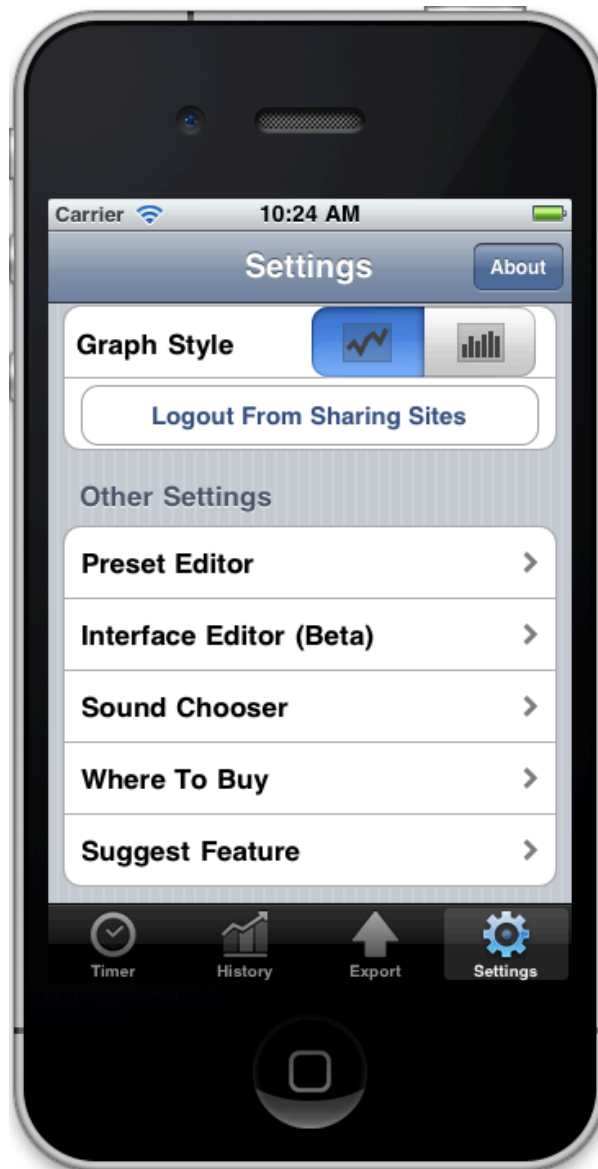 Carrier 10:24 AM
Settings About
Graph Style
Logout From Sharing Sites
Other Settings
Preset Editor
Interface Editor (Beta)
Sound Chooser
Where To Buy
Suggest Feature
Timer History Export Settings